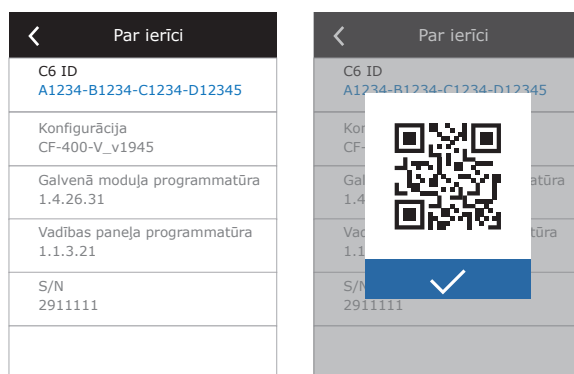 Par ierīci
C6 ID
A1234-B1234-C1234-D12345
Konfigurācija
CF-400-V_v1945
Galvenā moduļa programmatūra
1.4.26.31
Vadības paneļa programmatūra
1.1.3.21
S/N
2911111
Par ierīci
C6 ID
A1234-B1234-C1234-D12345
Kon
CF-
Gal atūra
1.4
Vad tūra
1.1
S/N
2911111